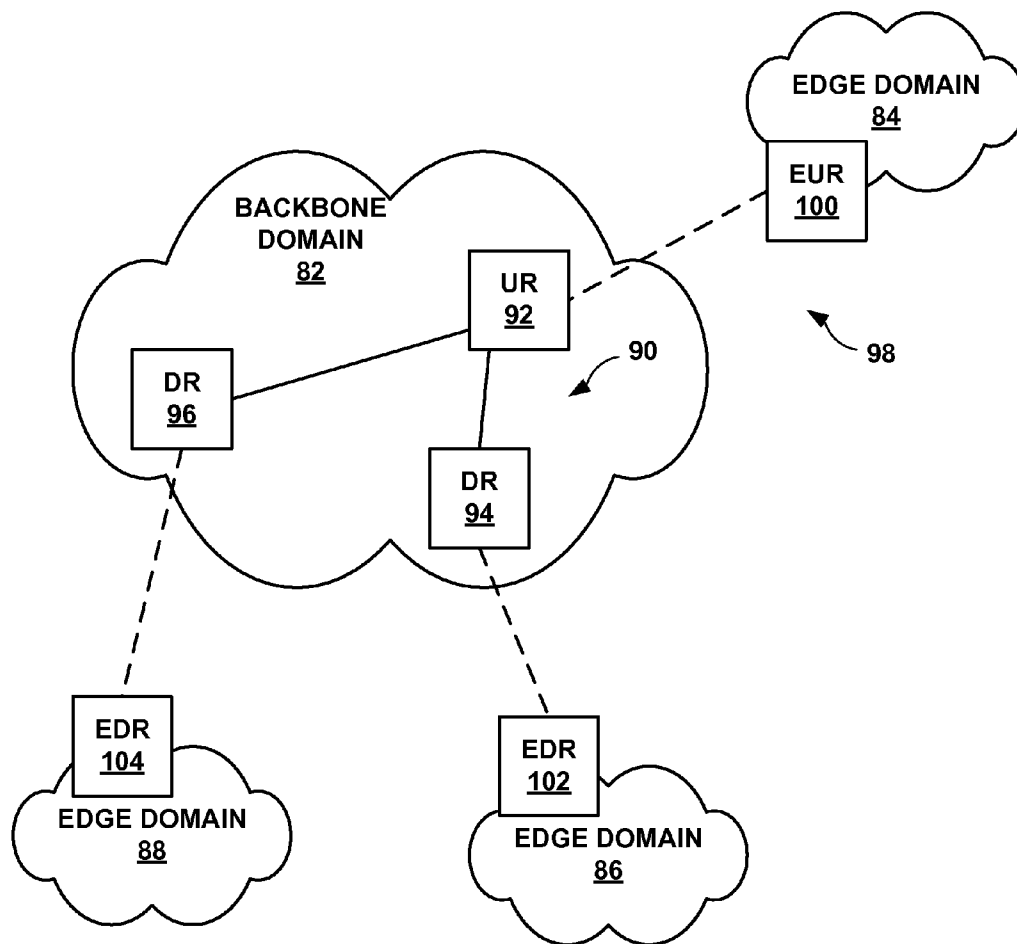 EDGE DOMAIN
84
EUR
100
BACKBONE
DOMAIN
82
UR
92
90
98
DR
96
DR
94
EDR
104
EDGE DOMAIN
88
EDR
102
EDGE DOMAIN
86